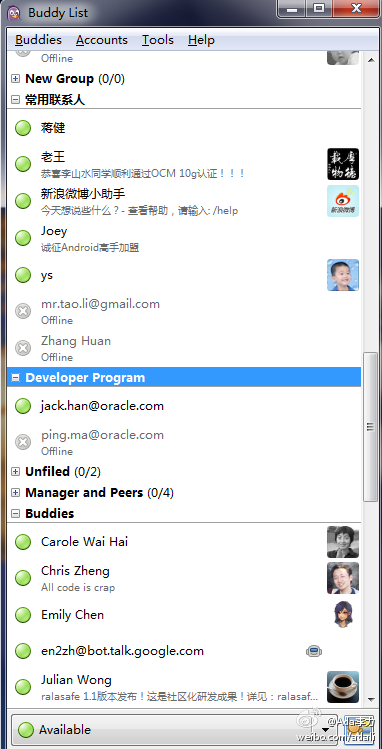 Buddy List
Buddies Accounts Tools Help
Offline
New Group (0/0)
常用联系人
蒋健
老王
恭喜李山水同学顺利通过OCM 10g认证！！！
新浪微博小助手
今天想说些什么？- 查看帮助，请输入: /help
新浪微博
Joey
诚征Android高手加盟
ys
mr.tao.li@gmail.com
Offline
Zhang Huan
Offline
Developer Program
jack.han@oracle.com
ping.ma@oracle.com
Offline
Unfiled (0/2)
Manager and Peers (0/4)
Buddies
Carole Wai Hai
Chris Zheng
All code is crap
Emily Chen
en2zh@bot.talk.google.com
Julian Wong
ralasafe 1.1版本发布！这是社区化研发成果！详见：ralasaf...
Available
weibo.com/adali